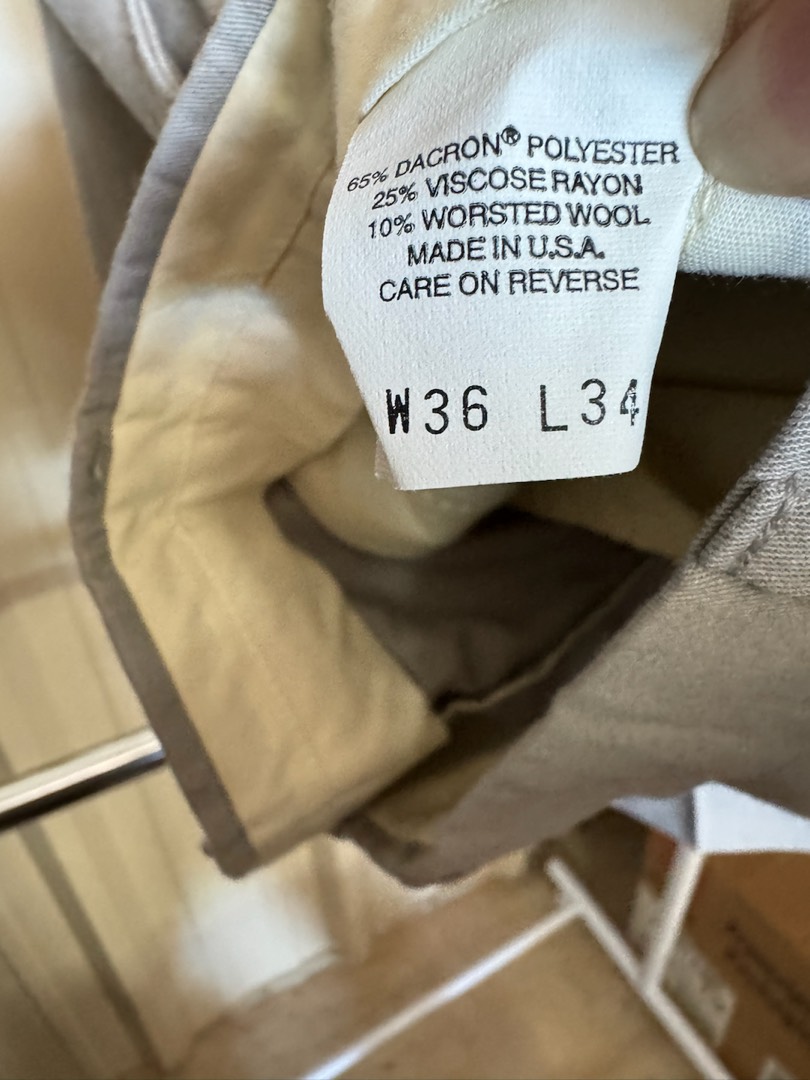 65% DACRON® POLYESTER
25% VISCOSE RAYON
10% WORSTED WOOL
MADE IN U.S.A.
CARE ON REVERSE
W36 L34